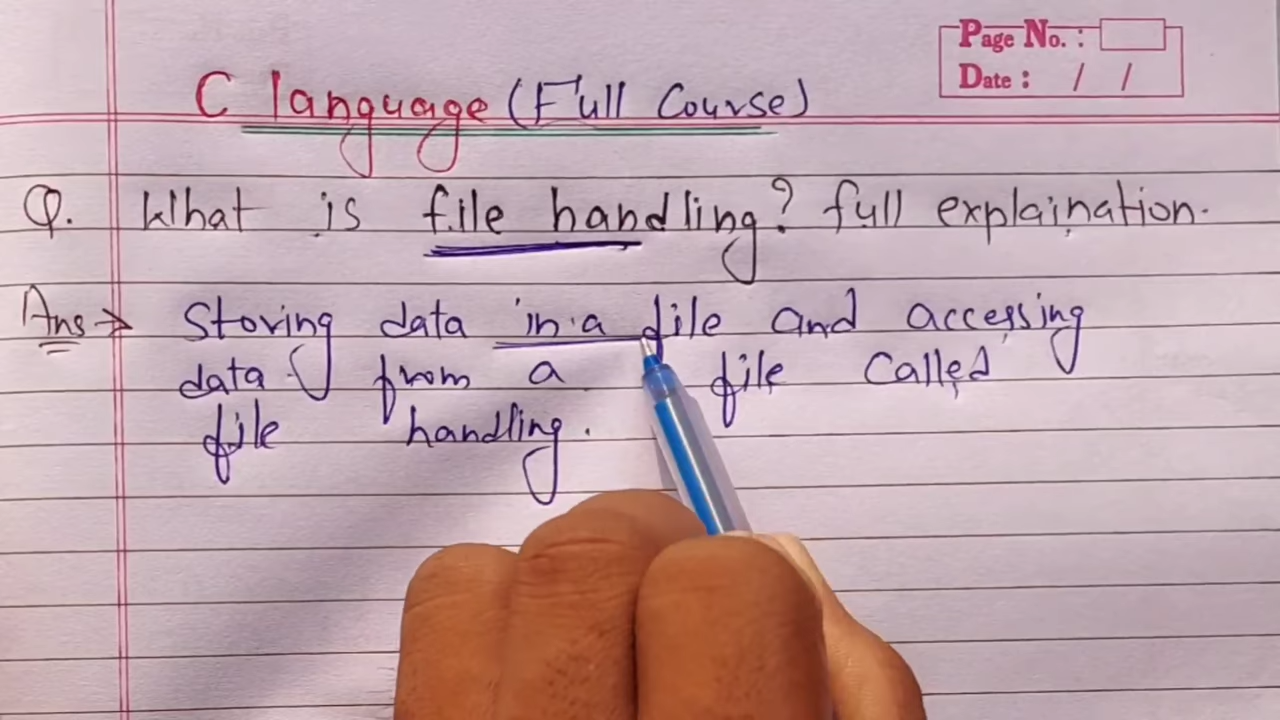 Page No. :
Date : / /
C language (Full Course)
Q. What is file handling? full explaination.
Ans → Storing data in a file and accessing
data from a file called
file handling.